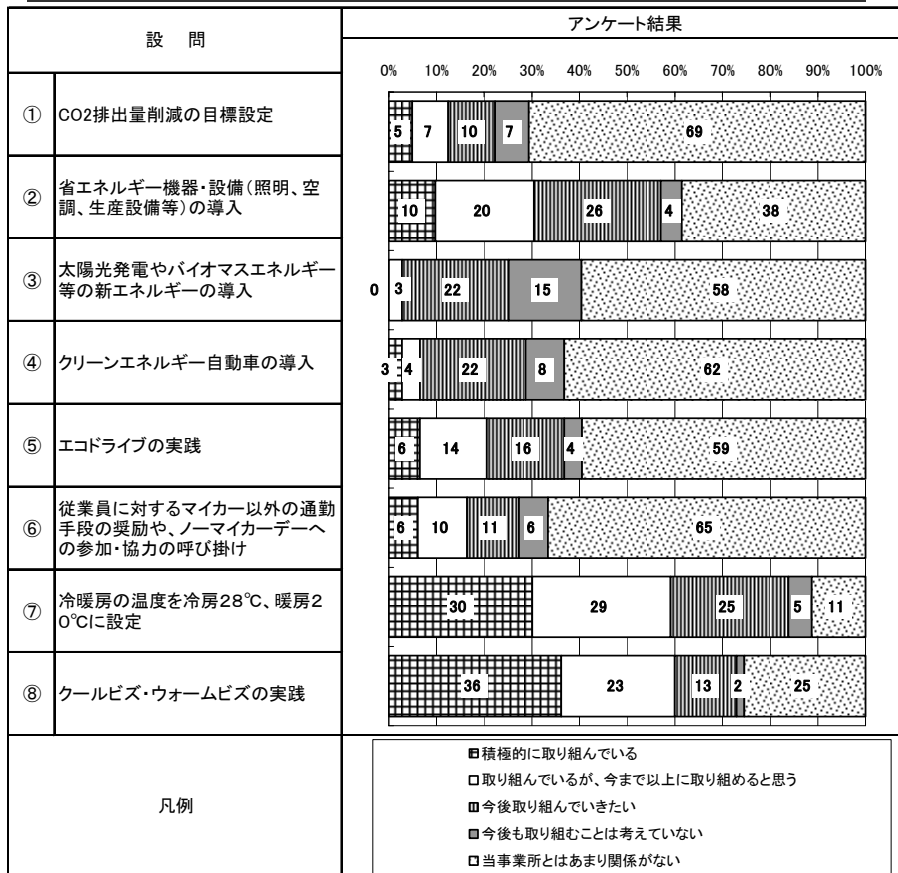 設　問
アンケート結果
0% 10% 20% 30% 40% 50% 60% 70% 80% 90% 100%
① CO2排出量削減の目標設定
5 7 10 7 69
② 省エネルギー機器・設備（照明、空
調、生産設備等）の導入
10 20 26 4 38
③ 太陽光発電やバイオマスエネルギー
等の新エネルギーの導入
0 3 22 15 58
④ クリーンエネルギー自動車の導入
3 4 22 8 62
⑤ エコドライブの実践
6 14 16 4 59
⑥ 従業員に対するマイカー以外の通勤
手段の奨励や、ノーマイカーデーへ
の参加・協力の呼び掛け
6 10 11 6 65
⑦ 冷暖房の温度を冷房２８℃、暖房２
０℃に設定
30 29 25 5 11
⑧ クールビズ・ウォームビズの実践
36 23 13 2 25
凡例
積極的に取り組んでいる
取り組んでいるが、今まで以上に取り組めると思う
今後取り組んでいきたい
今後も取り組むことは考えていない
当事業所とはあまり関係がない